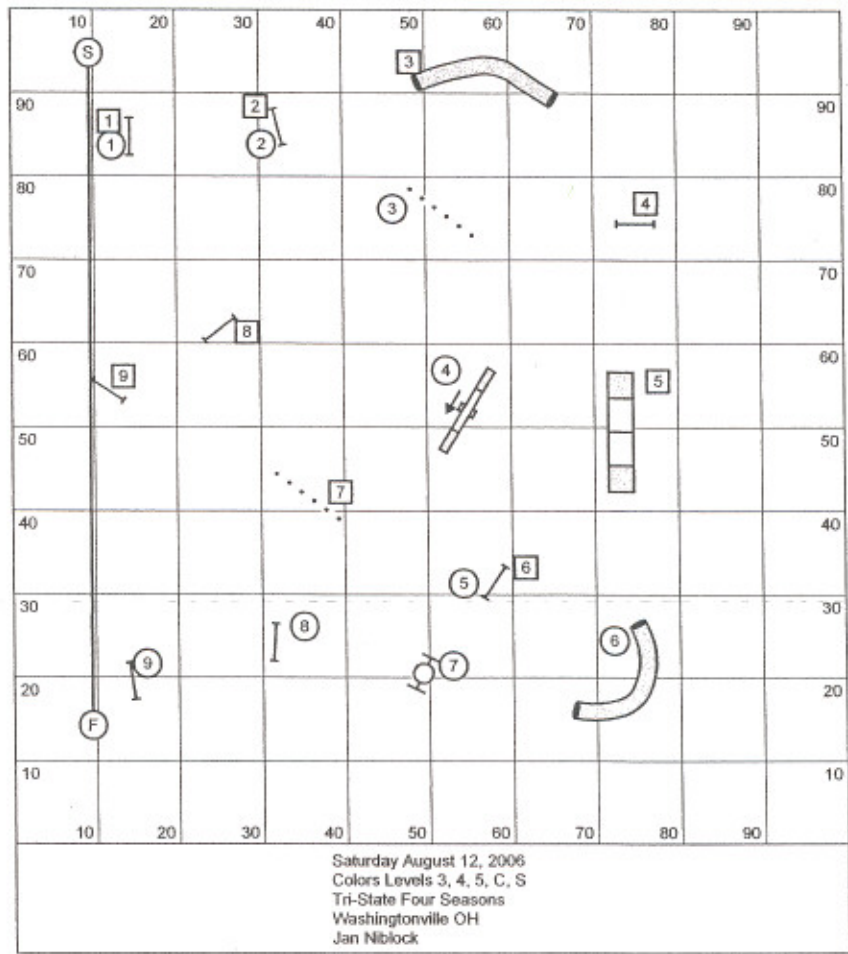 10 20 30 40 50 60 70 80 90
S
3
90 90
1 2
1 2
80 80
3 4
70 70
8
60 60
9 4 5
50 50
7
40 40
6
5
30 30
8 6
9 7
20 20
F
10 10
10 20 30 40 50 60 70 80 90
Saturday August 12, 2006
Colors Levels 3, 4, 5, C, S
Tri-State Four Seasons
Washingtonville OH
Jan Niblock